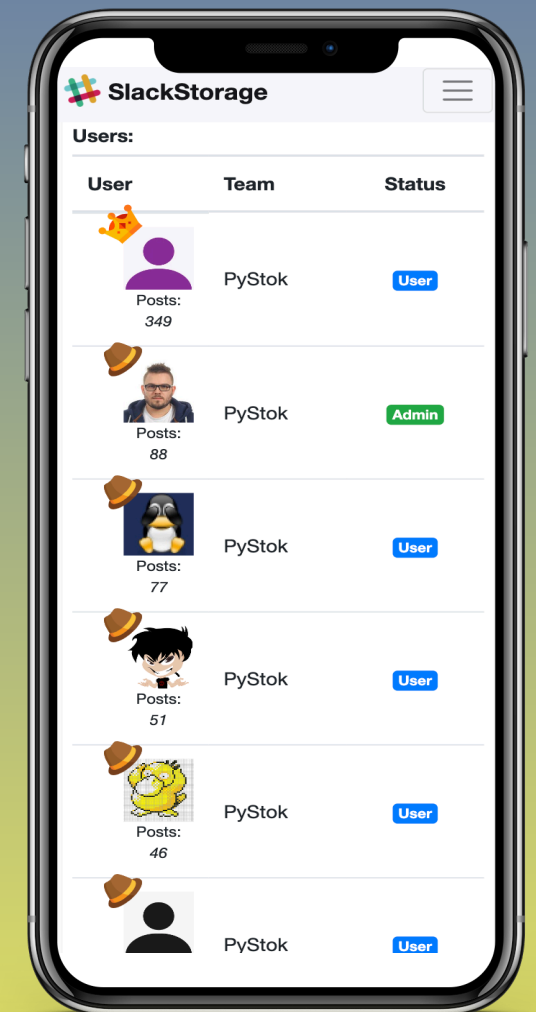 SlackStorage
Users:
User Team Status
PyStok User
Posts:
349
PyStok Admin
Posts:
88
PyStok User
Posts:
77
PyStok User
Posts:
51
PyStok User
Posts:
46
PyStok User